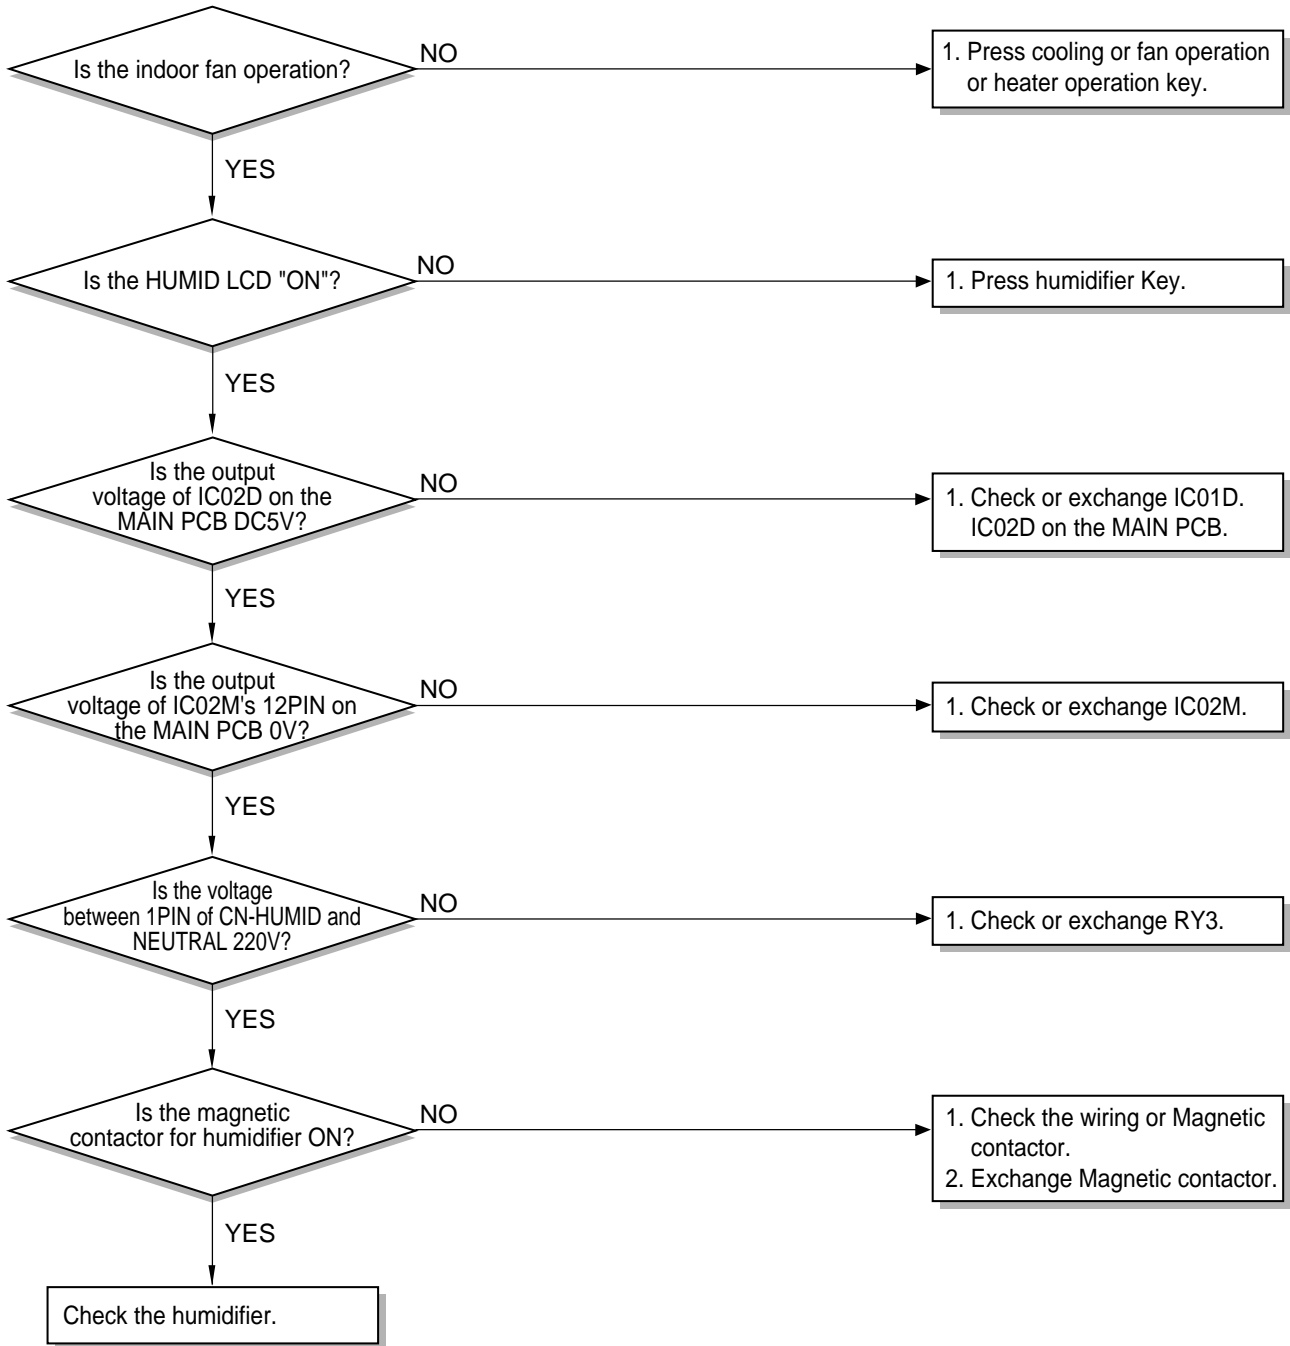 Is the indoor fan operation?
NO
1. Press cooling or fan operation
or heater operation key.
YES
Is the HUMID LCD "ON"?
NO
1. Press humidifier Key.
YES
Is the output
voltage of IC02D on the
MAIN PCB DC5V?
NO
1. Check or exchange IC01D.
IC02D on the MAIN PCB.
YES
Is the output
voltage of IC02M's 12PIN on
the MAIN PCB 0V?
NO
1. Check or exchange IC02M.
YES
Is the voltage
between 1PIN of CN-HUMID and
NEUTRAL 220V?
NO
1. Check or exchange RY3.
YES
Is the magnetic
contactor for humidifier ON?
NO
1. Check the wiring or Magnetic
contactor.
2. Exchange Magnetic contactor.
YES
Check the humidifier.